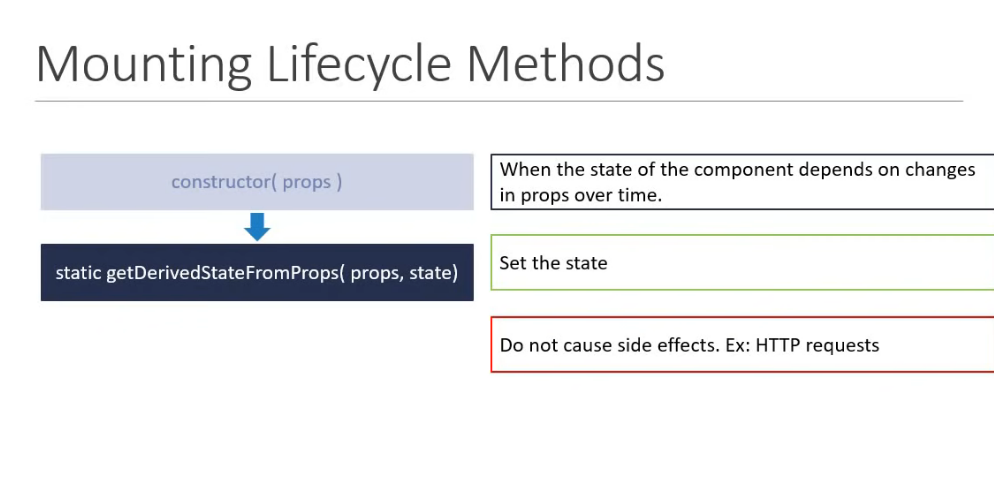 Mounting Lifecycle Methods
constructor( props )
When the state of the component depends on changes
in props over time.
static getDerivedStateFromProps( props, state)
Set the state
Do not cause side effects. Ex: HTTP requests